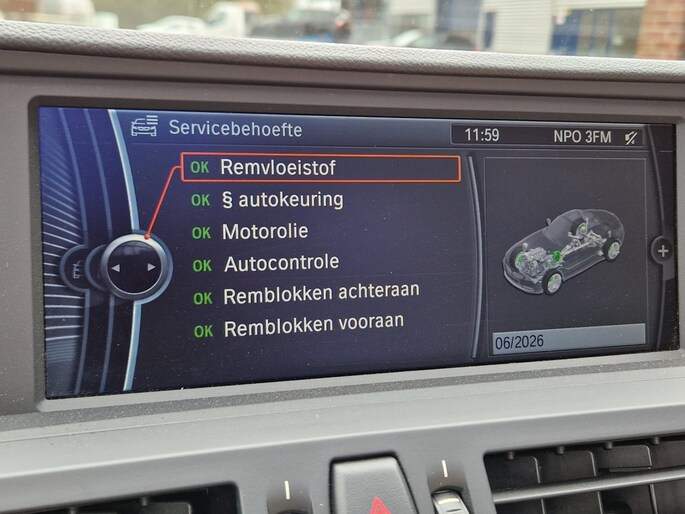 Servicebehoefte
11:59
NPO 3FM
OK Remvloeistof
OK § autokeuring
OK Motorolie
OK Autocontrole
OK Remblokken achteraan
OK Remblokken vooraan
06/2026